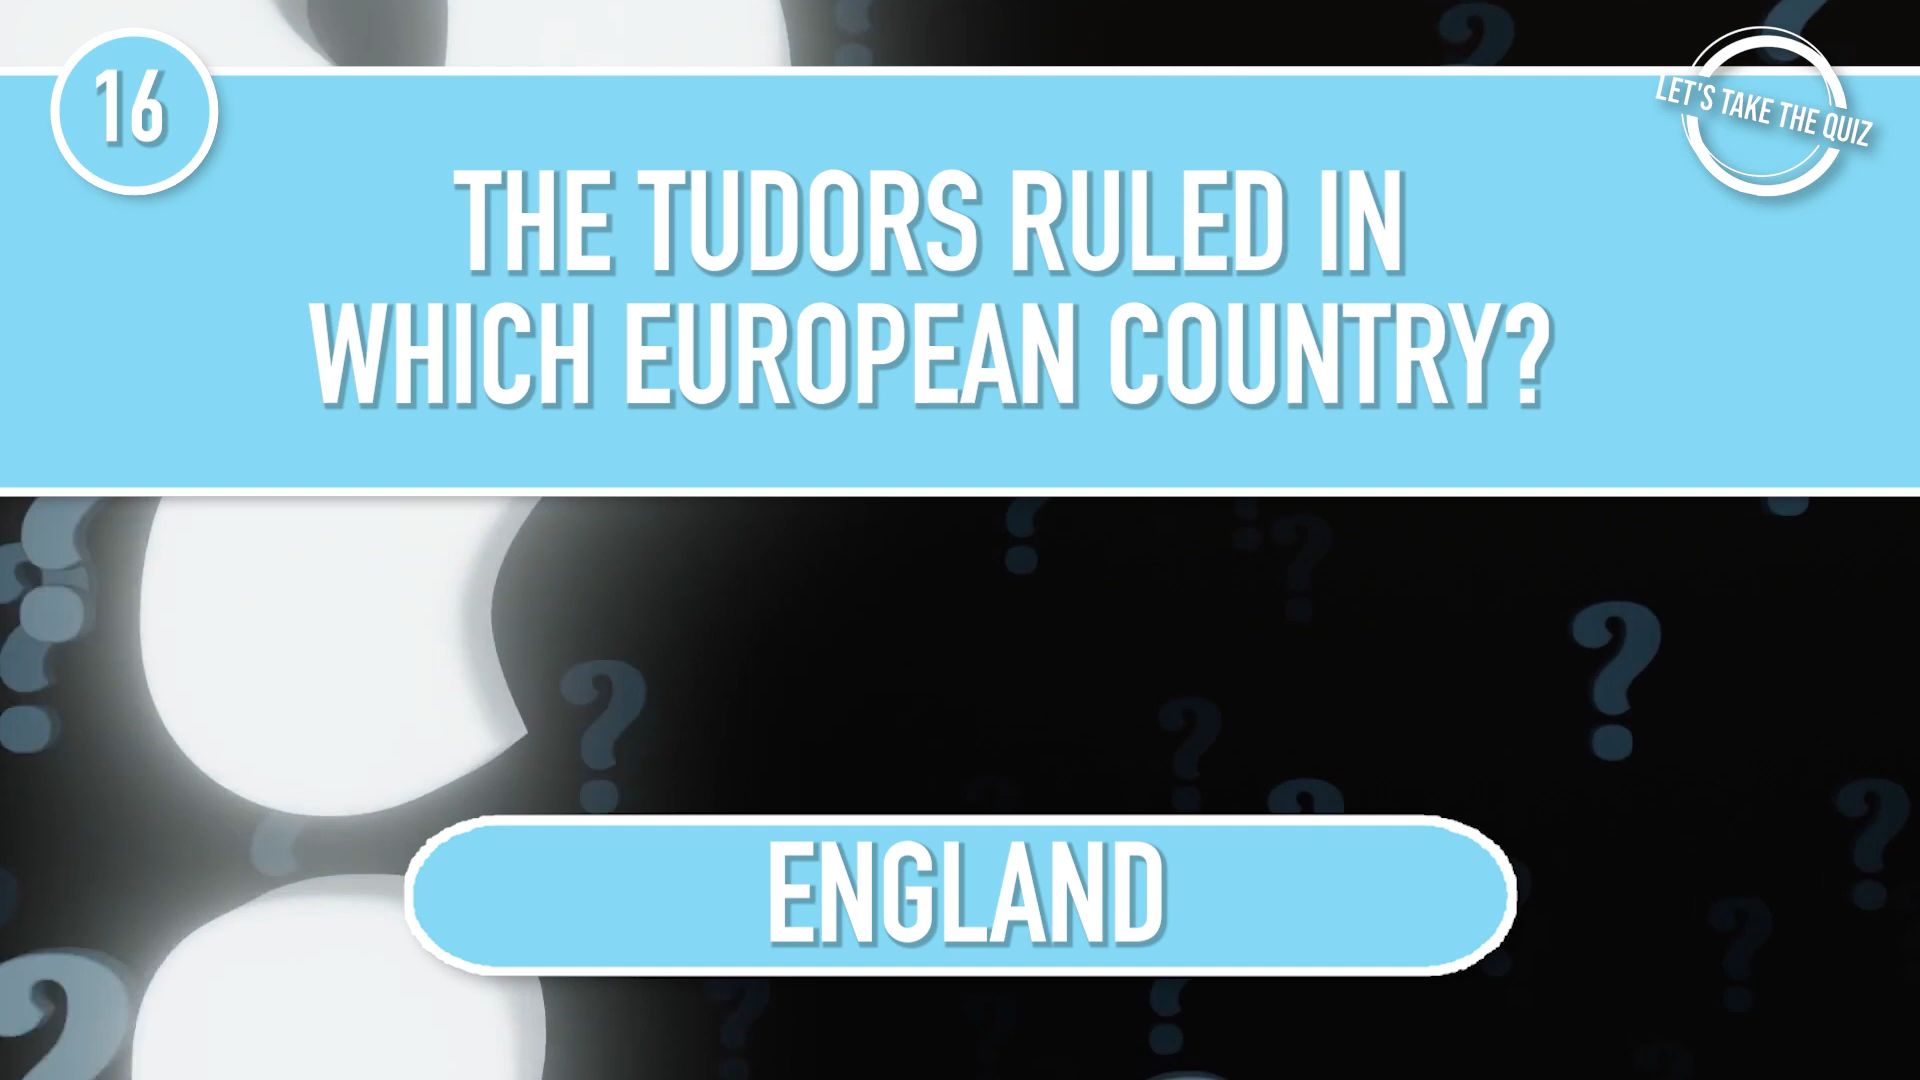 16
LET'S TAKE THE QUIZ
THE TUDORS RULED IN
WHICH EUROPEAN COUNTRY?
ENGLAND